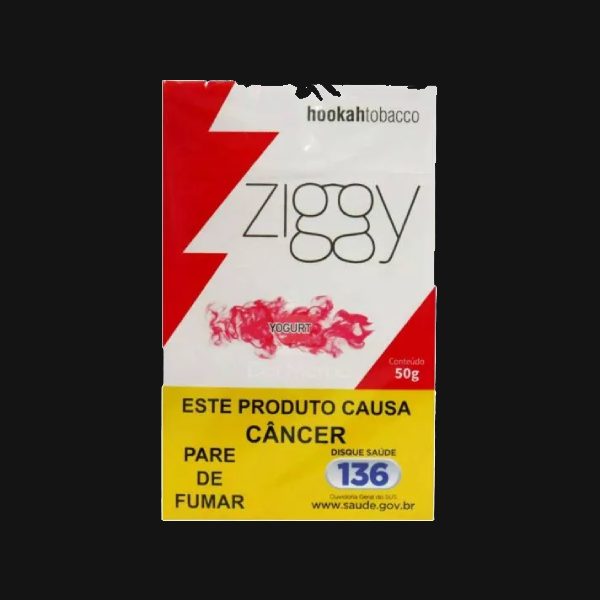 hookahtobacco
ziggy
YOGURT
Conteúdo
50g
ESTE PRODUTO CAUSA
CÂNCER
PARE
DE
FUMAR
DISQUE SAÚDE
136
Ouvidoria Geral do SUS
www.saude.gov.br